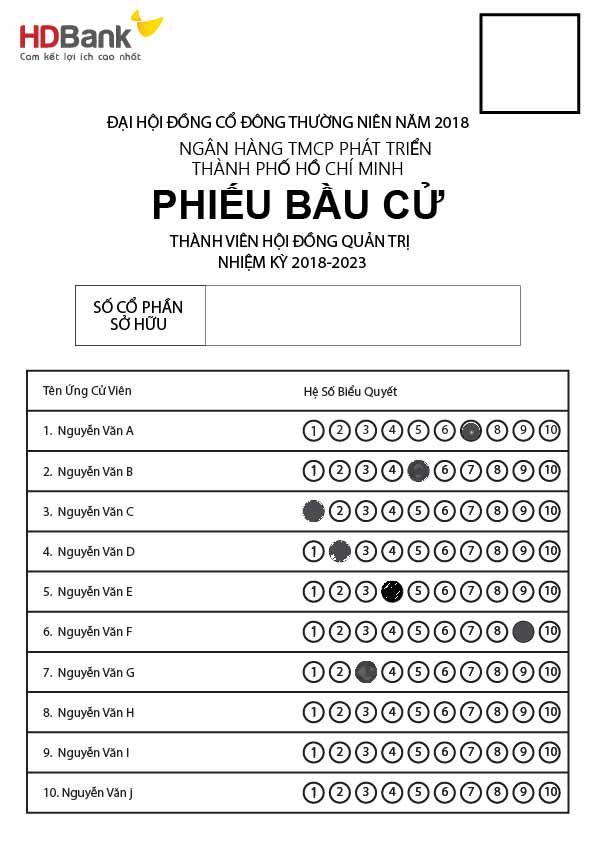 HDBank
Cam kết lợi ích cao nhất
ĐẠI HỘI ĐỒNG CỔ ĐÔNG THƯỜNG NIÊN NĂM 2018
NGÂN HÀNG TMCP PHÁT TRIỂN
THÀNH PHỐ HỒ CHÍ MINH
PHIẾU BẦU CỬ
THÀNH VIÊN HỘI ĐỒNG QUẢN TRỊ
NHIỆM KỲ 2018-2023
SỐ CỔ PHẦN
SỞ HỮU
Tên Ứng Cử Viên Hệ Số Biểu Quyết
1. Nguyễn Văn A 1 2 3 4 5 6 8 9 10
2. Nguyễn Văn B 1 2 3 4 6 7 8 9 10
3. Nguyễn Văn C 2 3 4 5 6 7 8 9 10
4. Nguyễn Văn D 1 3 4 5 6 7 8 9 10
5. Nguyễn Văn E 1 2 3 5 6 7 8 9 10
6. Nguyễn Văn F 1 2 3 4 5 6 7 8 10
7. Nguyễn Văn G 1 2 4 5 6 7 8 9 10
8. Nguyễn Văn H 1 2 3 4 5 6 7 8 9 10
9. Nguyễn Văn I 1 2 3 4 5 6 7 8 9 10
10. Nguyễn Văn j 1 2 3 4 5 6 7 8 9 10